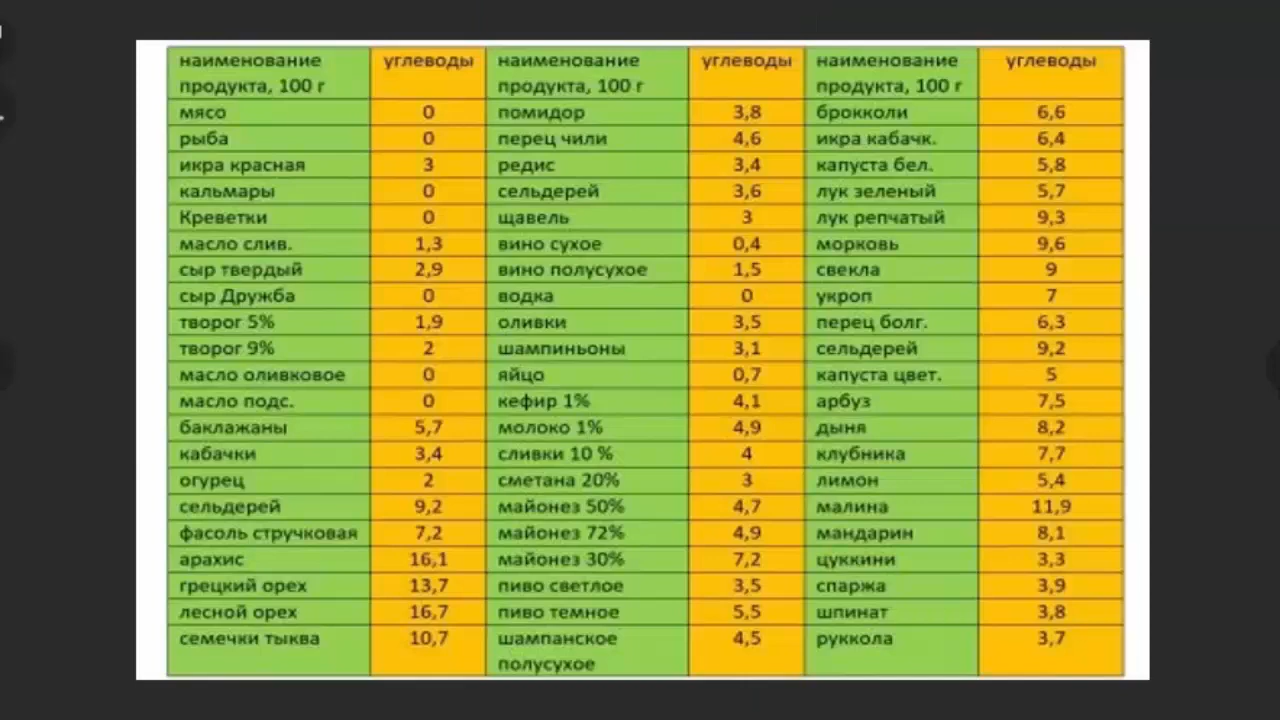 наименование продукта, 100 г углеводы наименование продукта, 100 г углеводы наименование продукта, 100 г углеводы
мясо 0 помидор 3,8 брокколи 6,6
рыба 0 перец чили 4,6 икра кабачк. 6,4
икра красная 3 редис 3,4 капуста бел. 5,8
кальмары 0 сельдерей 3,6 лук зеленый 5,7
Креветки 0 щавель 3 лук репчатый 9,3
масло слив. 1,3 вино сухое 0,4 морковь 9,6
сыр твердый 2,9 вино полусухое 1,5 свекла 9
сыр Дружба 0 водка 0 укроп 7
творог 5% 1,9 оливки 3,5 перец болг. 6,3
творог 9% 2 шампиньоны 3,1 сельдерей 9,2
масло оливковое 0 яйцо 0,7 капуста цвет. 5
масло подс. 0 кефир 1% 4,1 арбуз 7,5
баклажаны 5,7 молоко 1% 4,9 дыня 8,2
кабачки 3,4 сливки 10 % 4 клубника 7,7
огурец 2 сметана 20% 3 лимон 5,4
сельдерей 9,2 майонез 50% 4,7 малина 11,9
фасоль стручковая 7,2 майонез 72% 4,9 мандарин 8,1
арахис 16,1 майонез 30% 7,2 цуккини 3,3
грецкий орех 13,7 пиво светлое 3,5 спаржа 3,9
лесной орех 16,7 пиво темное 5,5 шпинат 3,8
семечки тыква 10,7 шампанское полусухое 4,5 руккола 3,7